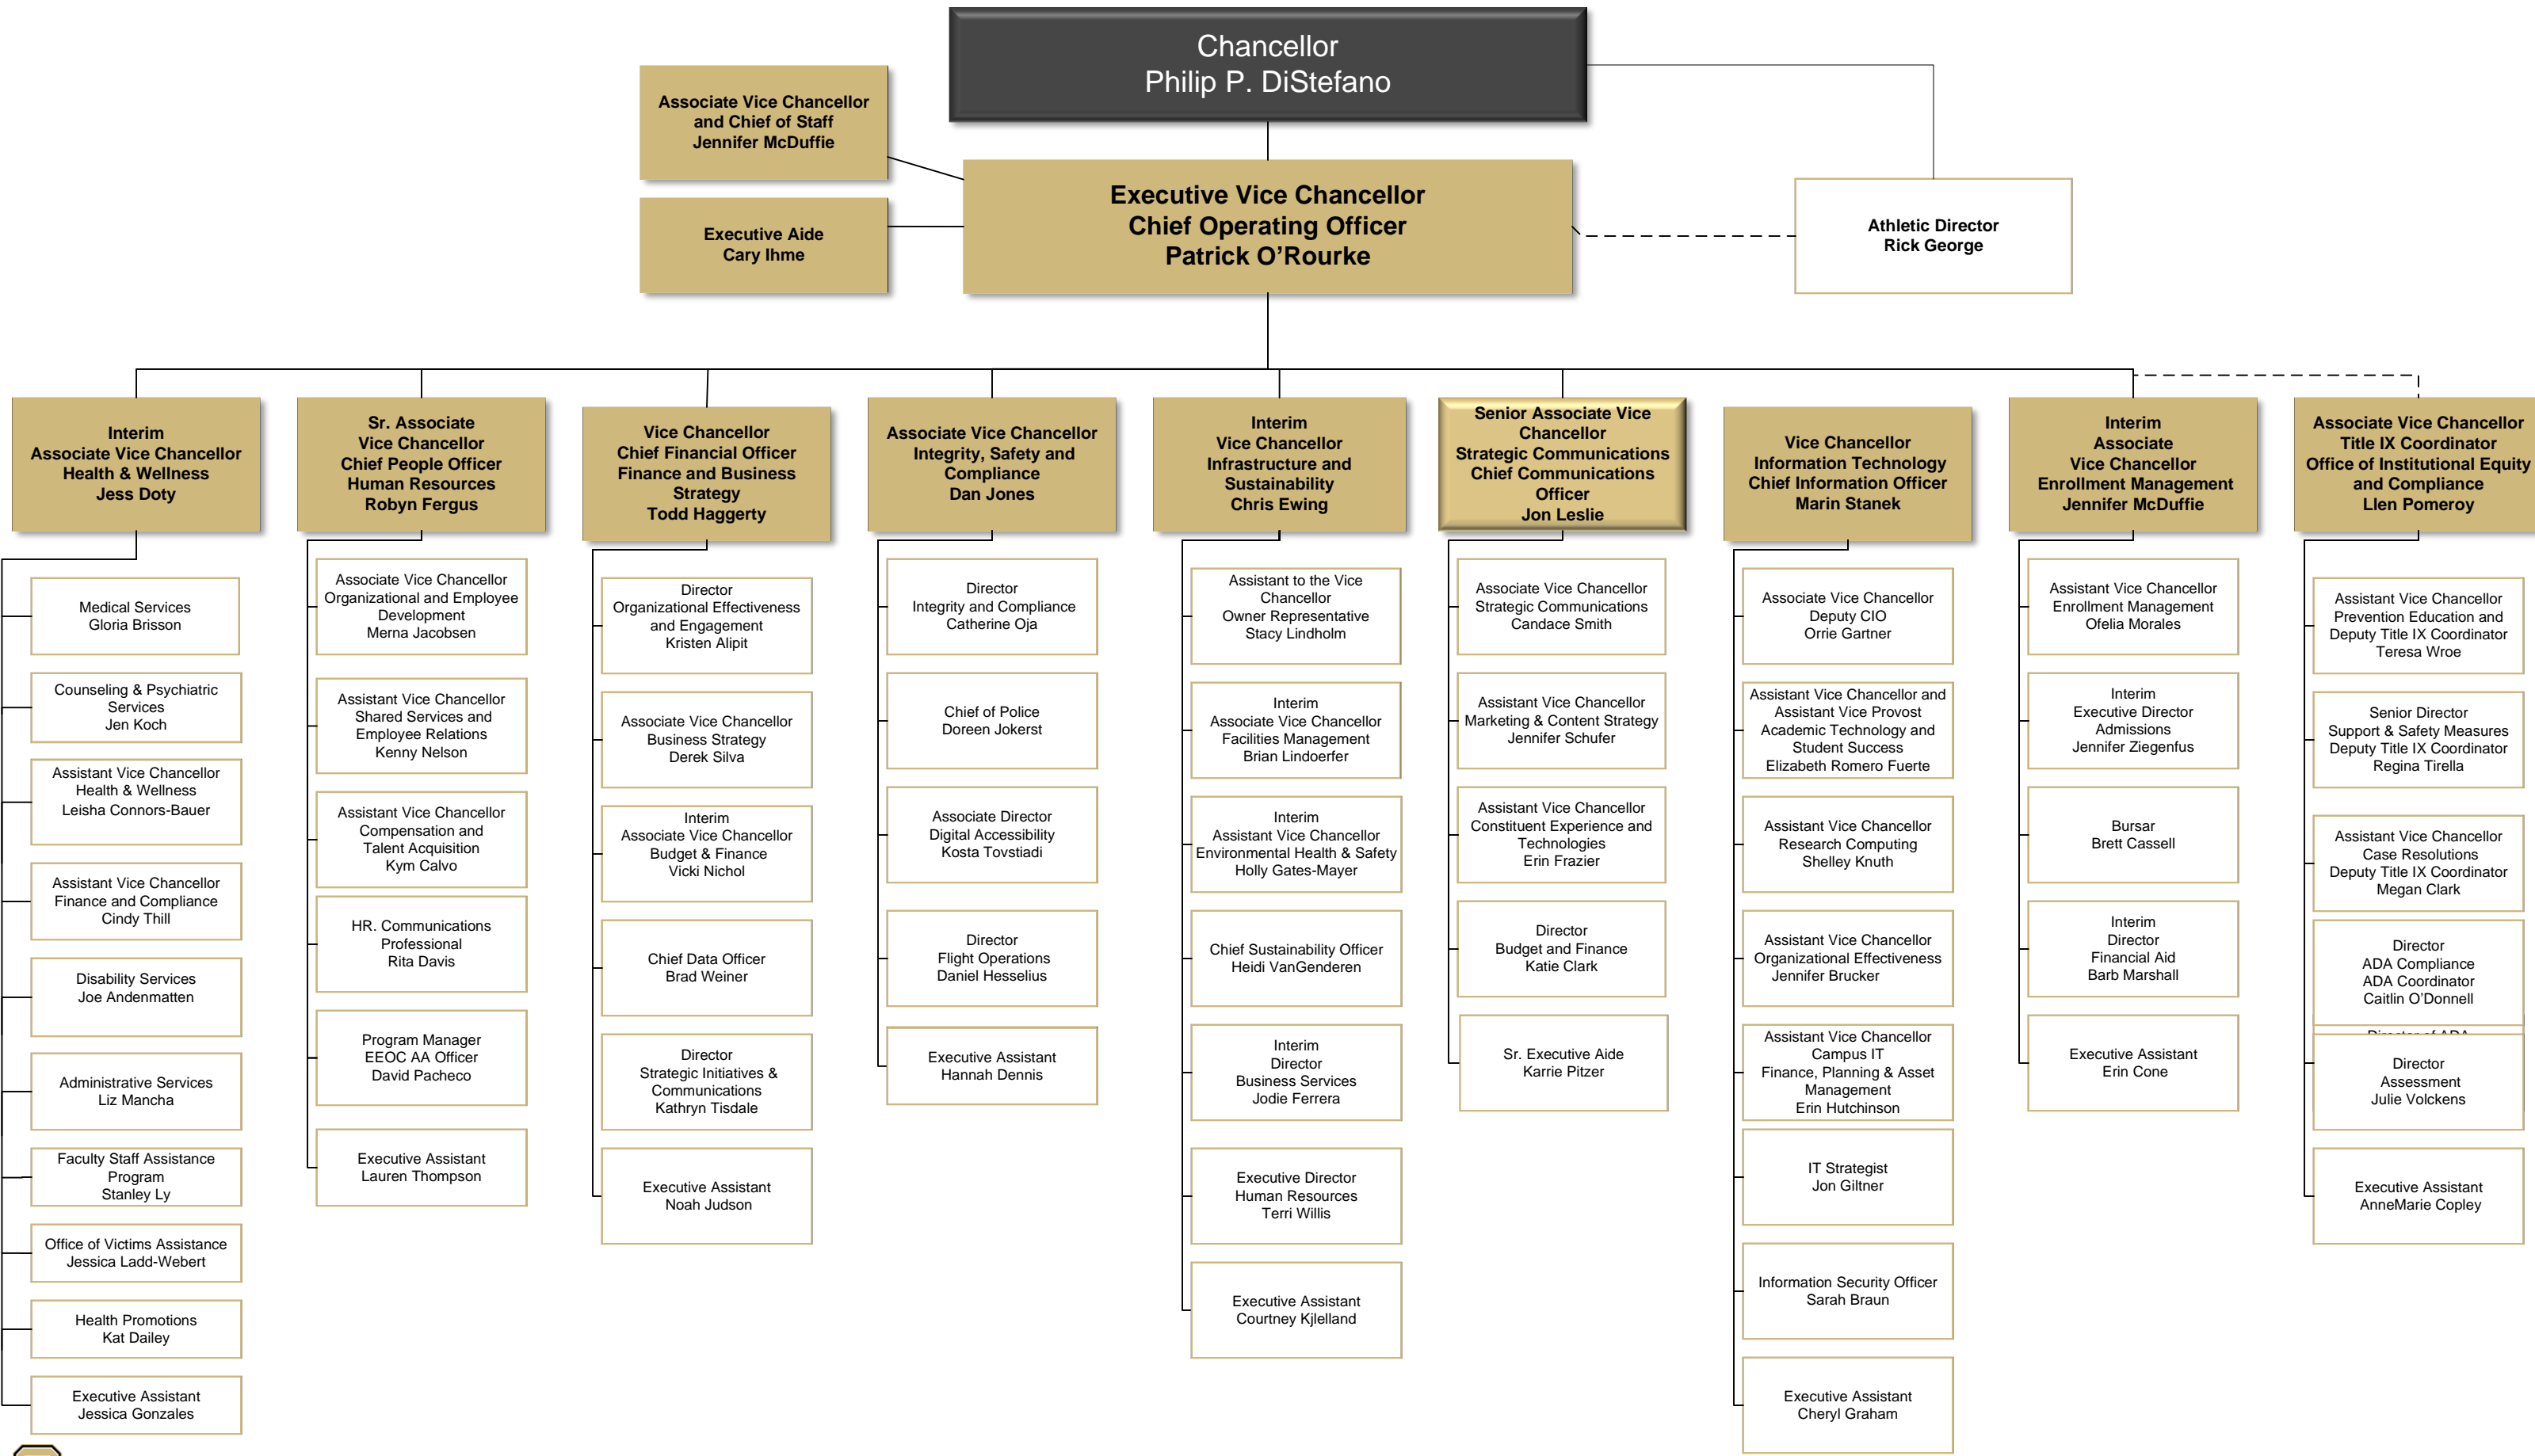 Chancellor
Philip P. DiStefano
Associate Vice Chancellor
and Chief of Staff
Jennifer McDuffie
Executive Vice Chancellor
Chief Operating Officer
Patrick O’Rourke
Executive Aide
Cary Ihme
Athletic Director
Rick George
Interim
Associate Vice Chancellor
Health & Wellness
Jess Doty
Medical Services
Gloria Brisson
Counseling & Psychiatric
Services
Jen Koch
Assistant Vice Chancellor
Health & Wellness
Leisha Connors-Bauer
Assistant Vice Chancellor
Finance and Compliance
Cindy Thill
Disability Services
Joe Andenmatten
Administrative Services
Liz Mancha
Faculty Staff Assistance
Program
Stanley Ly
Office of Victims Assistance
Jessica Ladd-Webert
Health Promotions
Kat Dailey
Executive Assistant
Jessica Gonzales
Sr. Associate
Vice Chancellor
Chief People Officer
Human Resources
Robyn Fergus
Associate Vice Chancellor
Organizational and Employee
Development
Merna Jacobsen
Assistant Vice Chancellor
Shared Services and
Employee Relations
Kenny Nelson
Assistant Vice Chancellor
Compensation and
Talent Acquisition
Kym Calvo
HR. Communications
Professional
Rita Davis
Program Manager
EEOC AA Officer
David Pacheco
Executive Assistant
Lauren Thompson
Vice Chancellor
Chief Financial Officer
Finance and Business
Strategy
Todd Haggerty
Director
Organizational Effectiveness
and Engagement
Kristen Alipit
Associate Vice Chancellor
Business Strategy
Derek Silva
Interim
Associate Vice Chancellor
Budget & Finance
Vicki Nichol
Chief Data Officer
Brad Weiner
Director
Strategic Initiatives &
Communications
Kathryn Tisdale
Executive Assistant
Noah Judson
Associate Vice Chancellor
Integrity, Safety and
Compliance
Dan Jones
Director
Integrity and Compliance
Catherine Oja
Chief of Police
Doreen Jokerst
Associate Director
Digital Accessibility
Kosta Tovstiadi
Director
Flight Operations
Daniel Hesselius
Executive Assistant
Hannah Dennis
Interim
Vice Chancellor
Infrastructure and
Sustainability
Chris Ewing
Assistant to the Vice
Chancellor
Owner Representative
Stacy Lindholm
Interim
Associate Vice Chancellor
Facilities Management
Brian Lindoerfer
Interim
Assistant Vice Chancellor
Environmental Health & Safety
Holly Gates-Mayer
Chief Sustainability Officer
Heidi VanGenderen
Interim
Director
Business Services
Jodie Ferrera
Executive Director
Human Resources
Terri Willis
Executive Assistant
Courtney Kjlelland
Senior Associate Vice
Chancellor
Strategic Communications
Chief Communications
Officer
Jon Leslie
Associate Vice Chancellor
Strategic Communications
Candace Smith
Assistant Vice Chancellor
Marketing & Content Strategy
Jennifer Schufer
Assistant Vice Chancellor
Constituent Experience and
Technologies
Erin Frazier
Director
Budget and Finance
Katie Clark
Sr. Executive Aide
Karrie Pitzer
Vice Chancellor
Information Technology
Chief Information Officer
Marin Stanek
Associate Vice Chancellor
Deputy CIO
Orrie Gartner
Assistant Vice Chancellor and
Assistant Vice Provost
Academic Technology and
Student Success
Elizabeth Romero Fuerte
Assistant Vice Chancellor
Research Computing
Shelley Knuth
Assistant Vice Chancellor
Organizational Effectiveness
Jennifer Brucker
Assistant Vice Chancellor
Campus IT
Finance, Planning & Asset
Management
Erin Hutchinson
IT Strategist
Jon Giltner
Information Security Officer
Sarah Braun
Executive Assistant
Cheryl Graham
Interim
Associate
Vice Chancellor
Enrollment Management
Jennifer McDuffie
Assistant Vice Chancellor
Enrollment Management
Ofelia Morales
Interim
Executive Director
Admissions
Jennifer Ziegenfus
Bursar
Brett Cassell
Interim
Director
Financial Aid
Barb Marshall
Executive Assistant
Erin Cone
Associate Vice Chancellor
Title IX Coordinator
Office of Institutional Equity
and Compliance
Llen Pomeroy
Assistant Vice Chancellor
Prevention Education and
Deputy Title IX Coordinator
Teresa Wroe
Senior Director
Support & Safety Measures
Deputy Title IX Coordinator
Regina Tirella
Assistant Vice Chancellor
Case Resolutions
Deputy Title IX Coordinator
Megan Clark
Director
ADA Compliance
ADA Coordinator
Caitlin O’Donnell
Director of ADA
Director
Assessment
Julie Volckens
Executive Assistant
AnneMarie Copley